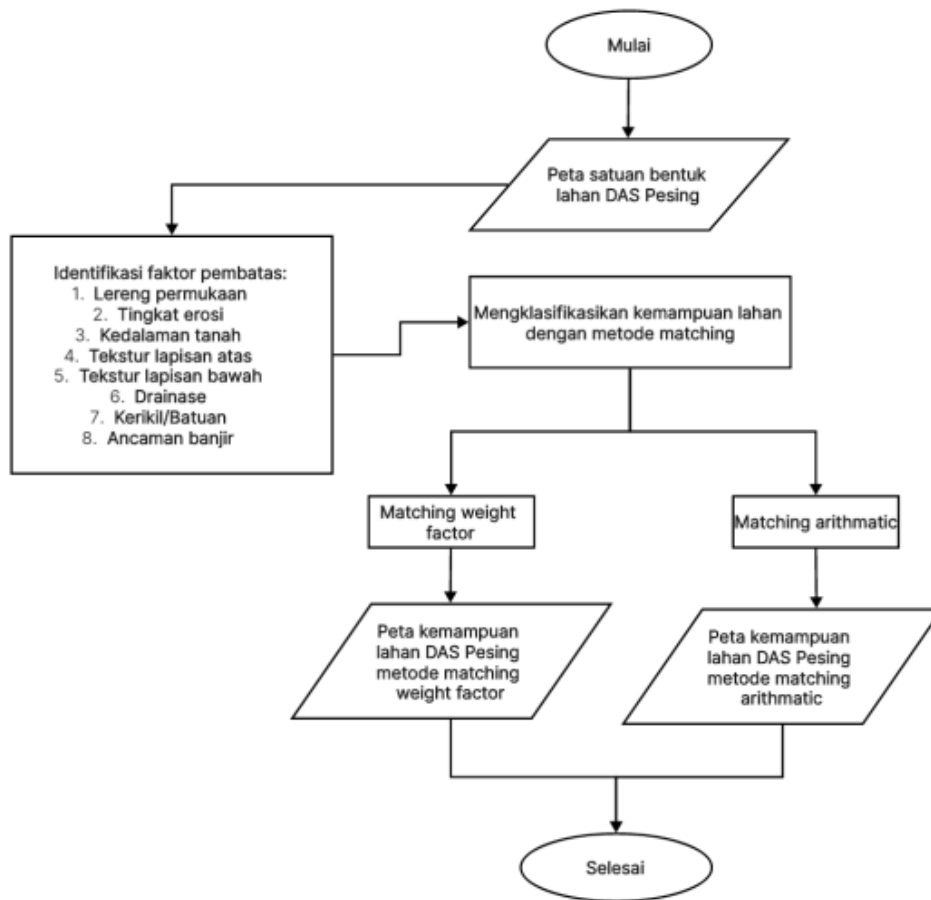 Mulai
Peta satuan bentuk
lahan DAS Pesing
Identifikasi faktor pembatas:
1. Lereng permukaan
2. Tingkat erosi
3. Kedalaman tanah
4. Tekstur lapisan atas
5. Tekstur lapisan bawah
6. Drainase
7. Kerikil/Batuan
8. Ancaman banjir
Mengklasifikasikan kemampuan lahan
dengan metode matching
Matching weight
factor
Matching arithmatic
Peta kemampuan
lahan DAS Pesing
metode matching
weight factor
Peta kemampuan
lahan DAS Pesing
metode matching
arithmatic
Selesai